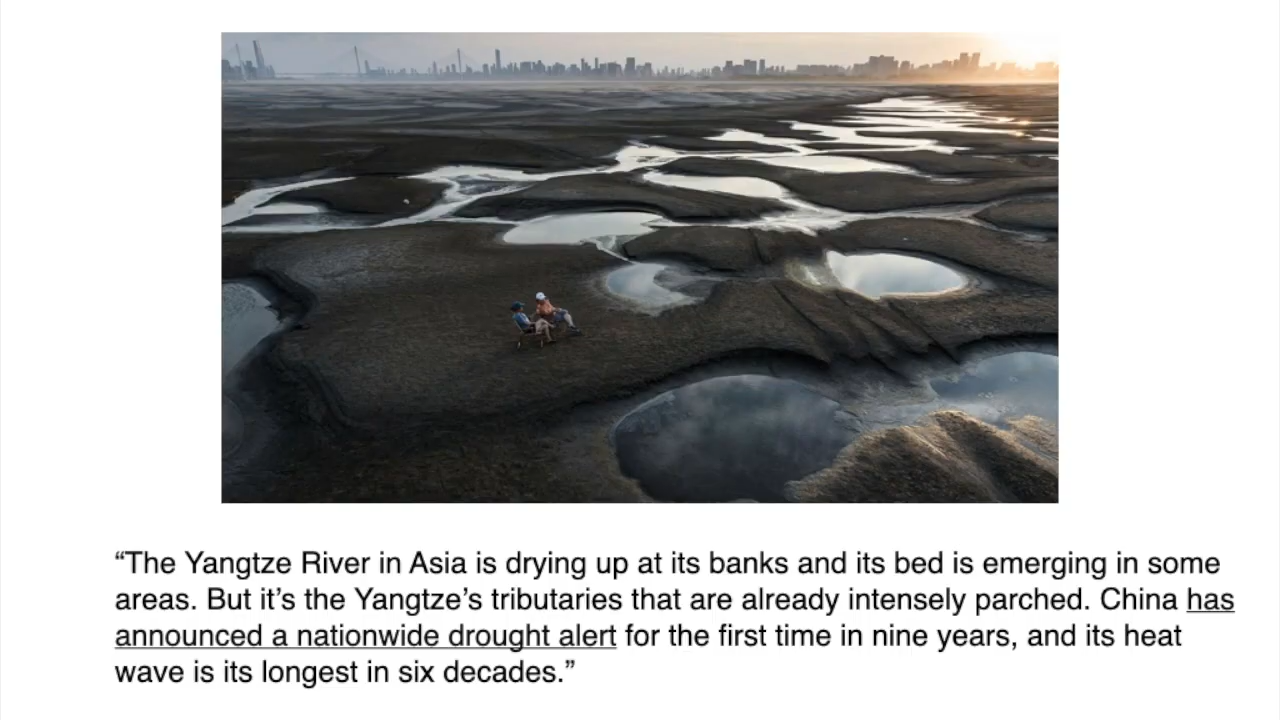 “The Yangtze River in Asia is drying up at its banks and its bed is emerging in some
areas. But it’s the Yangtze’s tributaries that are already intensely parched. China has
announced a nationwide drought alert for the first time in nine years, and its heat
wave is its longest in six decades.”